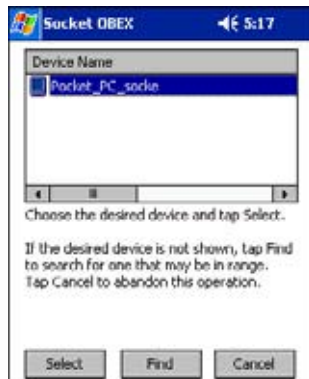 Socket OBEX 5:17
Device Name
Pocket_PC_socke
Choose the desired device and tap Select.
If the desired device is not shown, tap Find
to search for one that may be in range.
Tap Cancel to abandon this operation.
Select Find Cancel